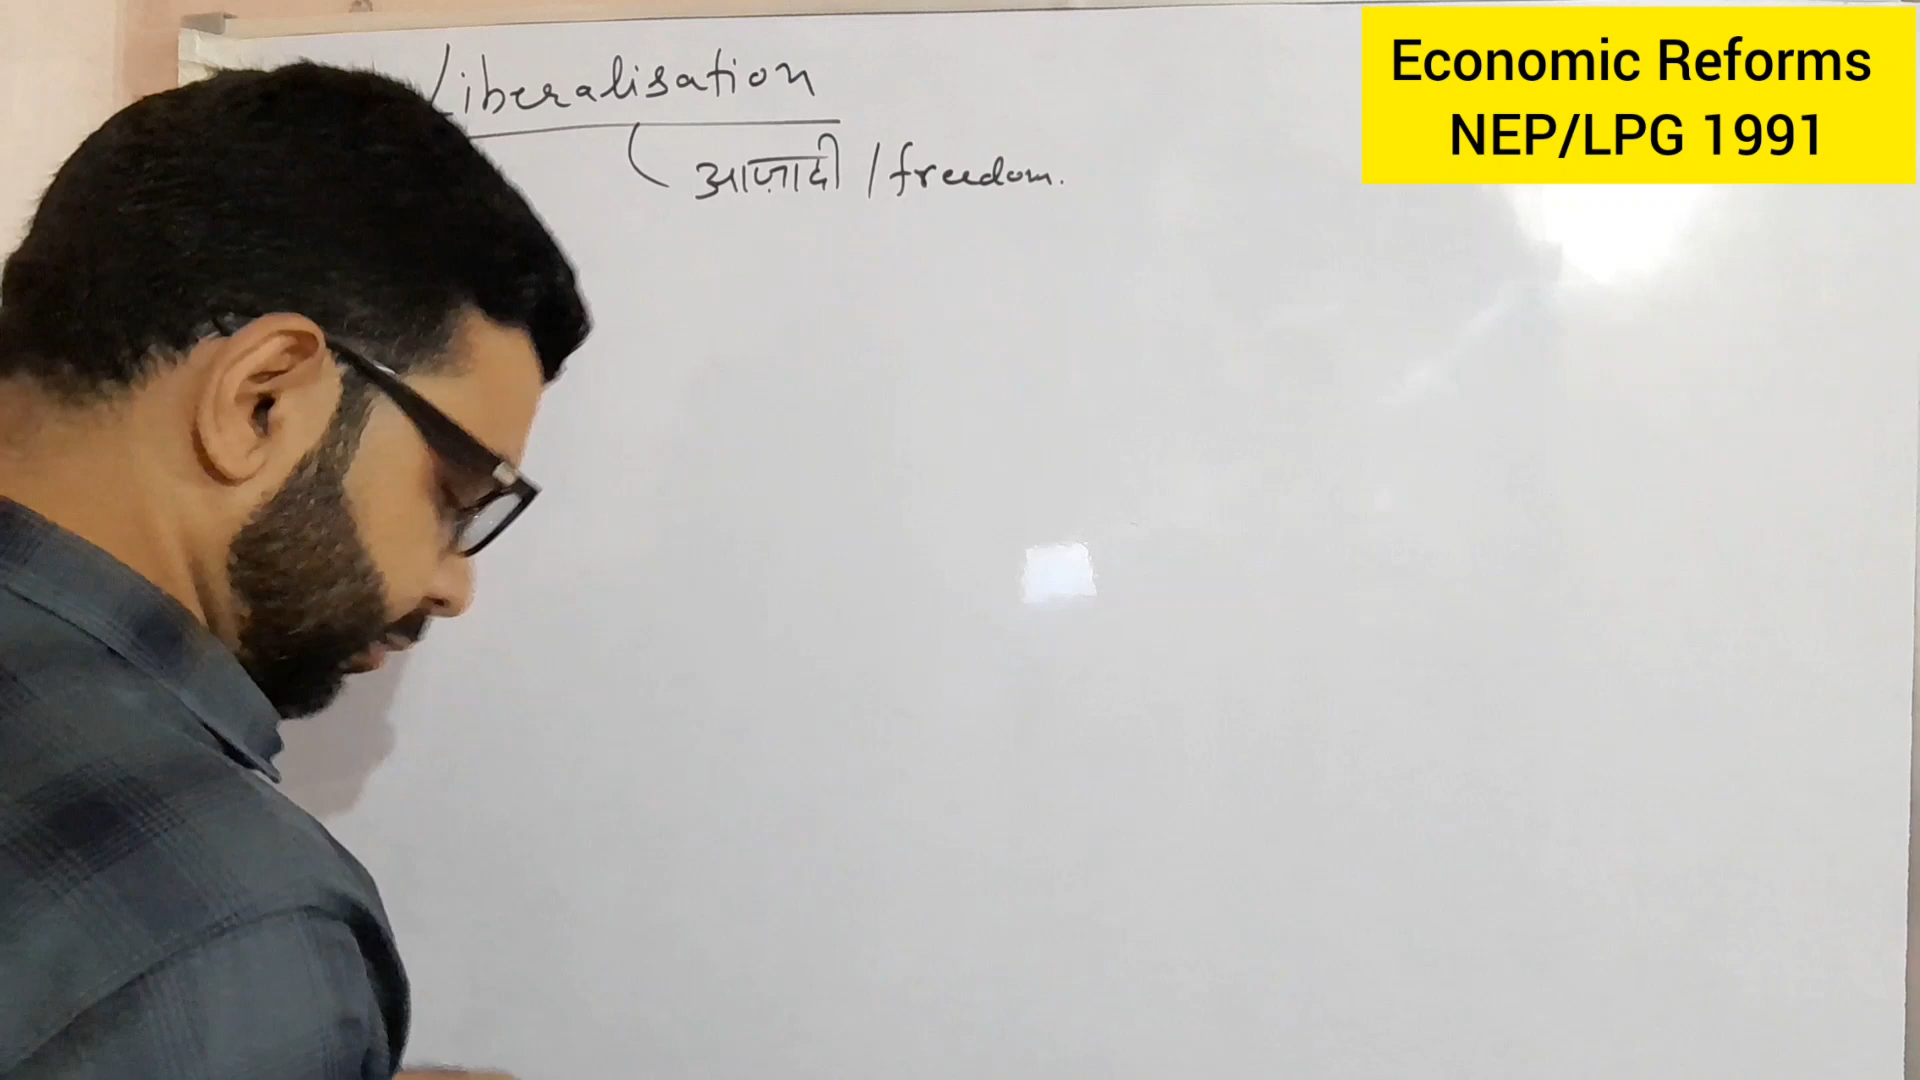 Liberalisation
आज़ादी / freedom.
Economic Reforms
NEP/LPG 1991